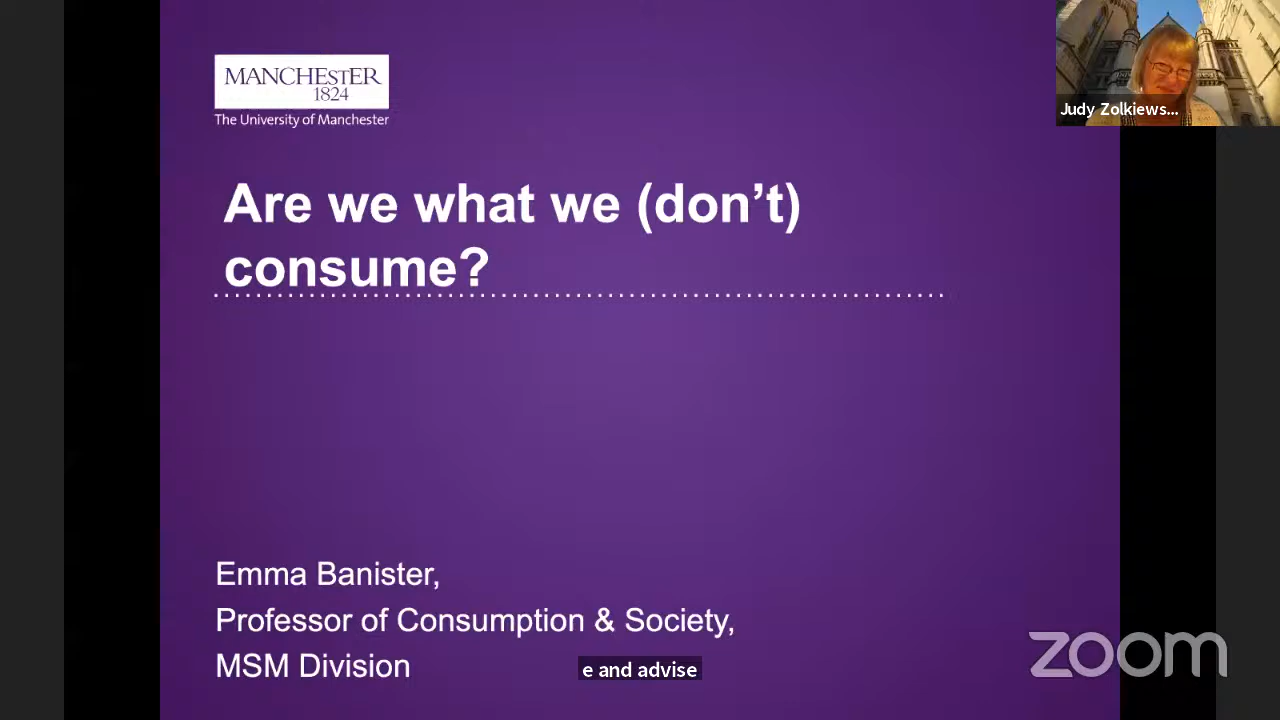 MANCHESTER
1824
The University of Manchester
Judy Zolkiews...
Are we what we (don’t)
consume?
Emma Banister,
Professor of Consumption & Society,
MSM Division
e and advise
zoom